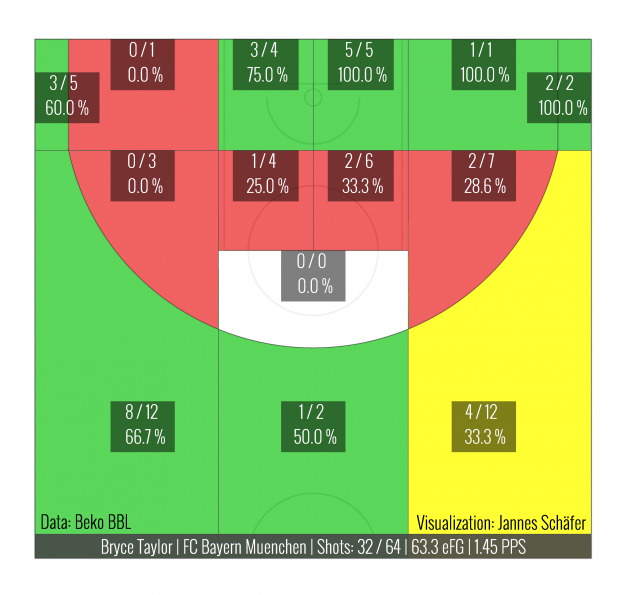 0 / 1
3 / 4
5 / 5
1 / 1
0.0 %
75.0 %
100.0 %
100.0 %
3 / 5
60.0 %
2 / 2
100.0 %
0 / 3
0.0 %
1 / 4
25.0 %
2 / 6
33.3 %
2 / 7
28.6 %
0 / 0
0.0 %
8 / 12
66.7 %
1 / 2
50.0 %
4 / 12
33.3 %
Data: Beko BBL
Visualization: Jannes Schäfer
Bryce Taylor | FC Bayern Muenchen | Shots: 32 / 64 | 63.3 eFG | 1.45 PPS